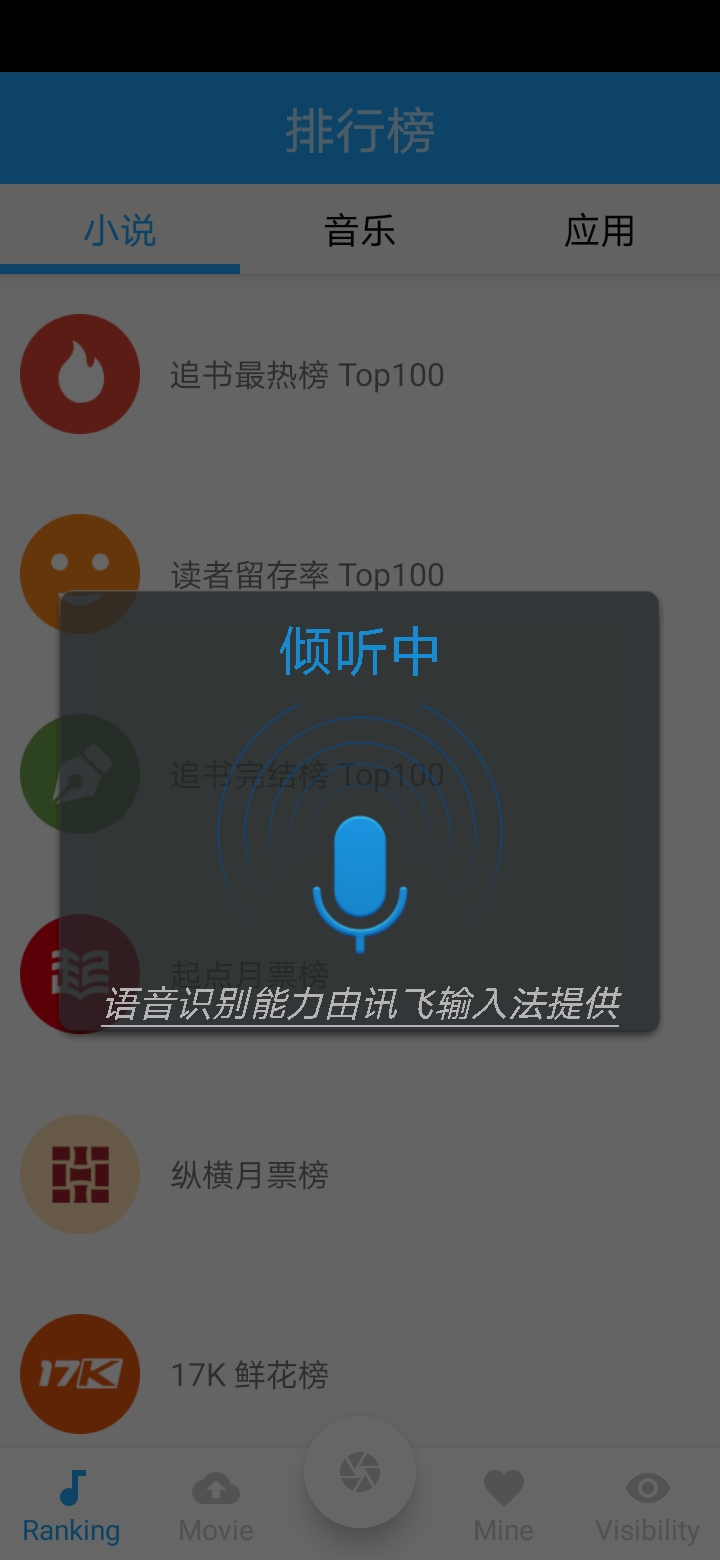 排行榜
小说
音乐
应用
追书最热榜 Top100
读者留存率 Top100
倾听中
追书完结榜 Top100
起点月票榜
语音识别能力由讯飞输入法提供
纵横月票榜
17K
17K 鲜花榜
Ranking
Movie
Mine
Visibility